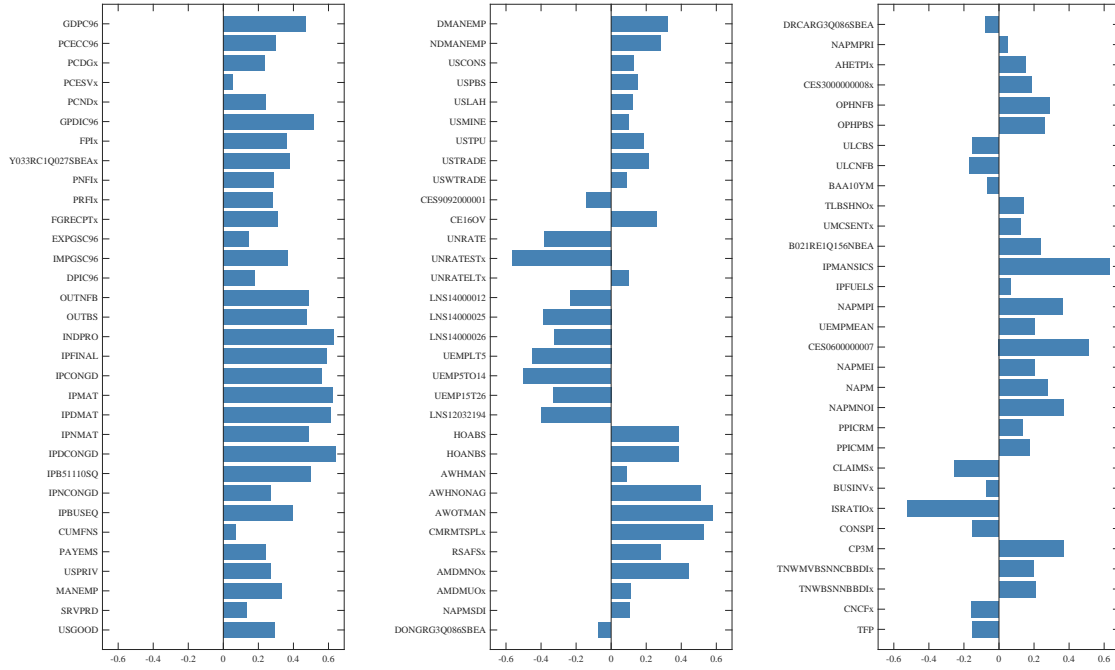 GDPC96
PCECC96
PCDGx
PCESVx
PCNDx
GPDIC96
FPIx
Y033RC1Q027SBEAx
PNFIx
PRFIx
FGRECPTx
EXPGSC96
IMPGSC96
DPIC96
OUTNFB
OUTBS
INDPRO
IPFINAL
IPCONGD
IPMAT
IPDMAT
IPNMAT
IPDCONGD
IPB51110SQ
IPNCONGD
IPBUSEQ
CUMFNS
PAYEMS
USPRIV
MANEMP
SRVPRD
USGOOD
-0.6 -0.4 -0.2 0 0.2 0.4 0.6
DMANEMP
NDMANEMP
USCONS
USPBS
USLAH
USMINE
USTPU
USTRADE
USWTRADE
CES9092000001
CE16OV
UNRATE
UNRATESTx
UNRATELTx
LNS14000012
LNS14000025
LNS14000026
UEMPLT5
UEMP5TO14
UEMP15T26
LNS12032194
HOABS
HOANBS
AWHMAN
AWHNONAG
AWOTMAN
CMRMTSPLx
RSAFSx
AMDMNOx
AMDMUOx
NAPMSDI
DONGRG3Q086SBEA
-0.6 -0.4 -0.2 0 0.2 0.4 0.6
DRCARG3Q086SBEA
NAPMPRI
AHETPIx
CES3000000008x
OPHNFB
OPHPBS
ULCBS
ULCNFB
BAA10YM
TLBSHNOx
UMCSENTx
B021RE1Q156NBEA
IPMANSICS
IPFUELS
NAPMPI
UEMPMEAN
CES0600000007
NAPMEI
NAPM
NAPMNOI
PPICRM
PPICMM
CLAIMSx
BUSINVx
ISRATIOx
CONSPI
CP3M
TNWMVBSNNCBBDIx
TNWBSNNBBDIx
CNCFx
TFP
-0.6 -0.4 -0.2 0 0.2 0.4 0.6